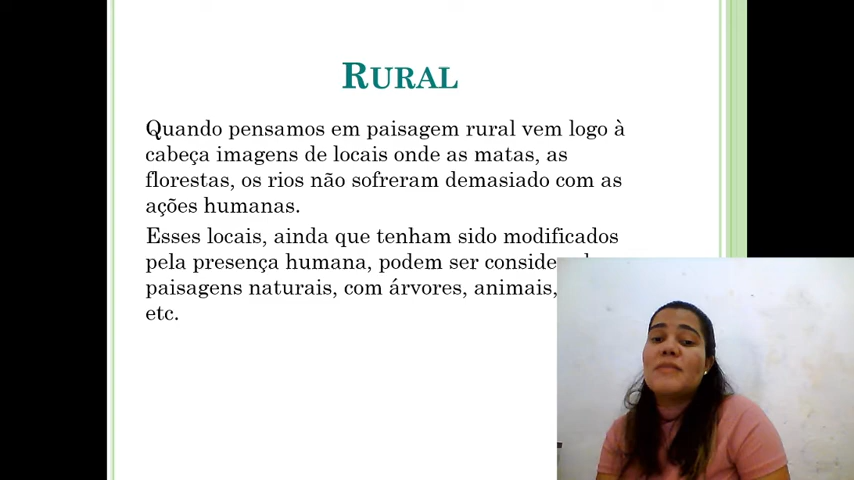 RURAL
Quando pensamos em paisagem rural vem logo à
cabeça imagens de locais onde as matas, as
florestas, os rios não sofreram demasiado com as
ações humanas.
Esses locais, ainda que tenham sido modificados
pela presença humana, podem ser
paisagens naturais, com árvores, animais,
etc.